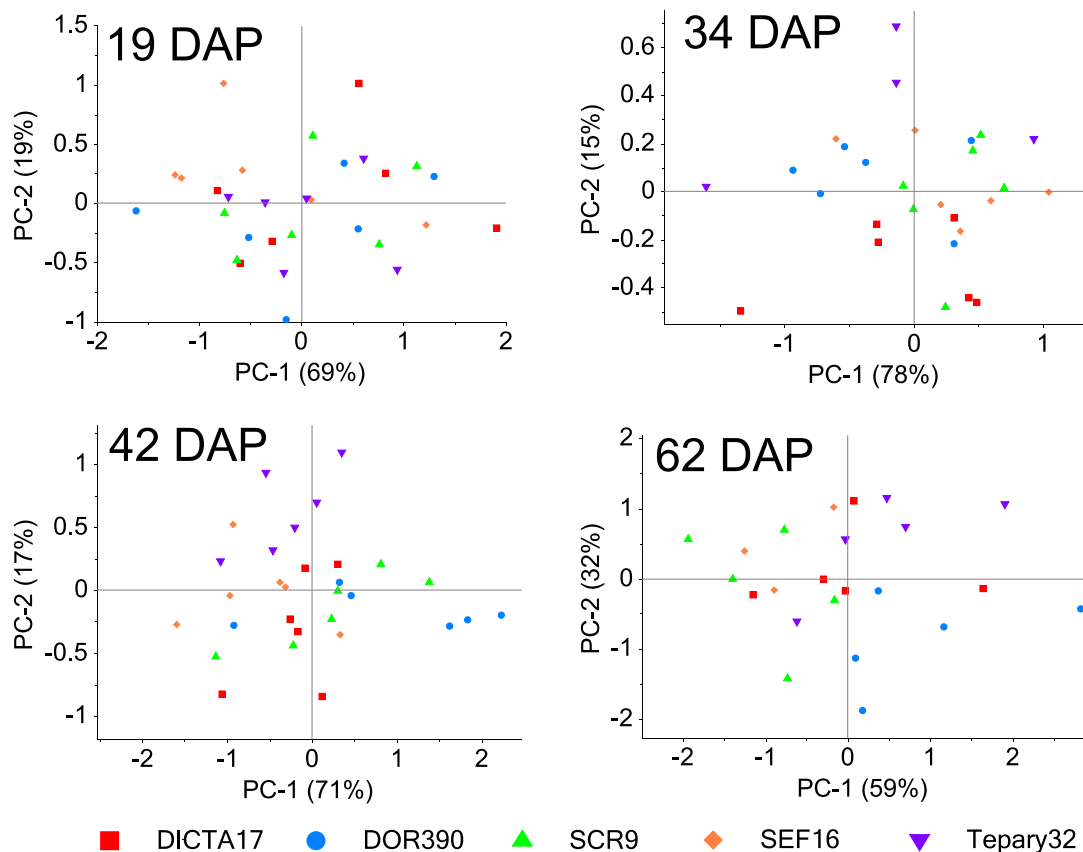 19 DAP
1.5
1
0.5
0
-0.5
-1
PC-2 (19%)
-2 -1 0 1 2
PC-1 (69%)
34 DAP
0.6
0.4
0.2
0
-0.2
-0.4
PC-2 (15%)
-1 0 1
PC-1 (78%)
42 DAP
1
0.5
0
-0.5
-1
PC-2 (17%)
-2 -1 0 1 2
PC-1 (71%)
62 DAP
2
1
0
-1
-2
PC-2 (32%)
-2 -1 0 1 2
PC-1 (59%)
DICTA17 DOR390 SCR9 SEF16 Tepary32